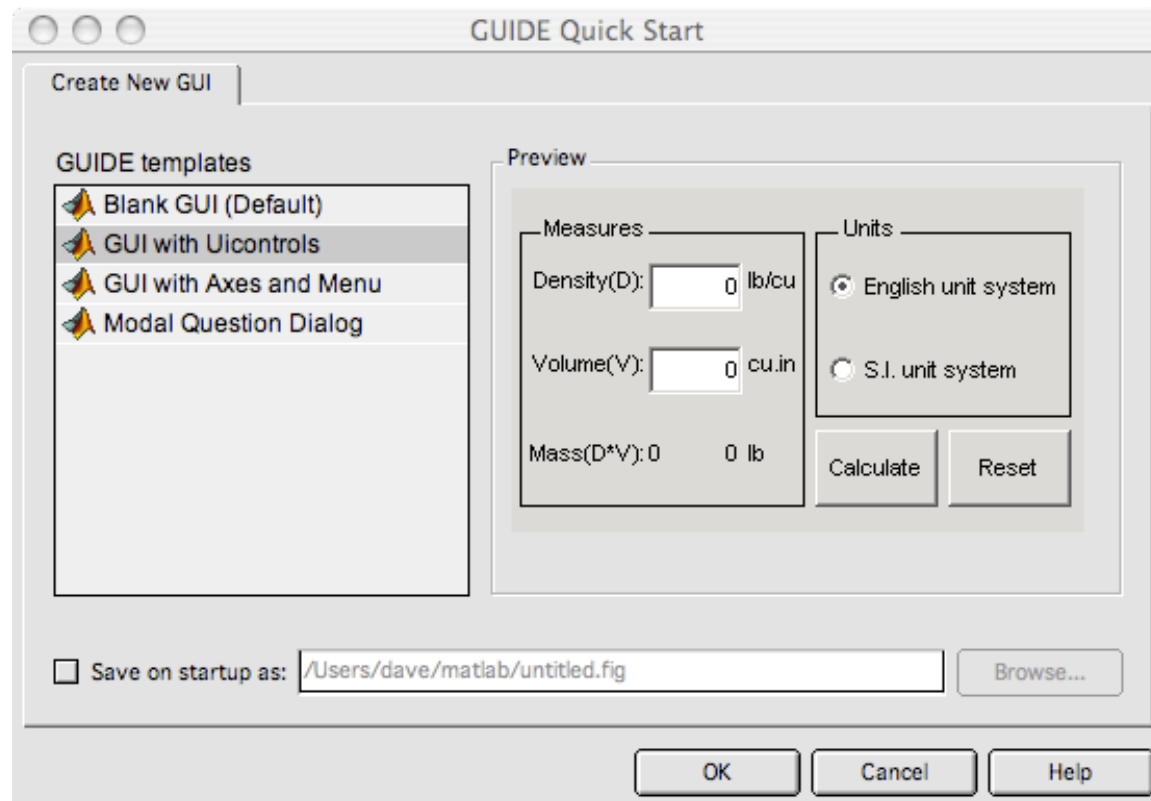 GUIDE Quick Start
Create New GUI
GUIDE templates
Blank GUI (Default)
GUI with Uicontrols
GUI with Axes and Menu
Modal Question Dialog
Preview
Measures
Density(D): 0 lb/cu
Volume(V): 0 cu.in
Mass(D*V): 0 0 lb
Units
English unit system
S.I. unit system
Calculate Reset
Save on startup as: /Users/dave/matlab/untitled.fig Browse...
OK Cancel Help